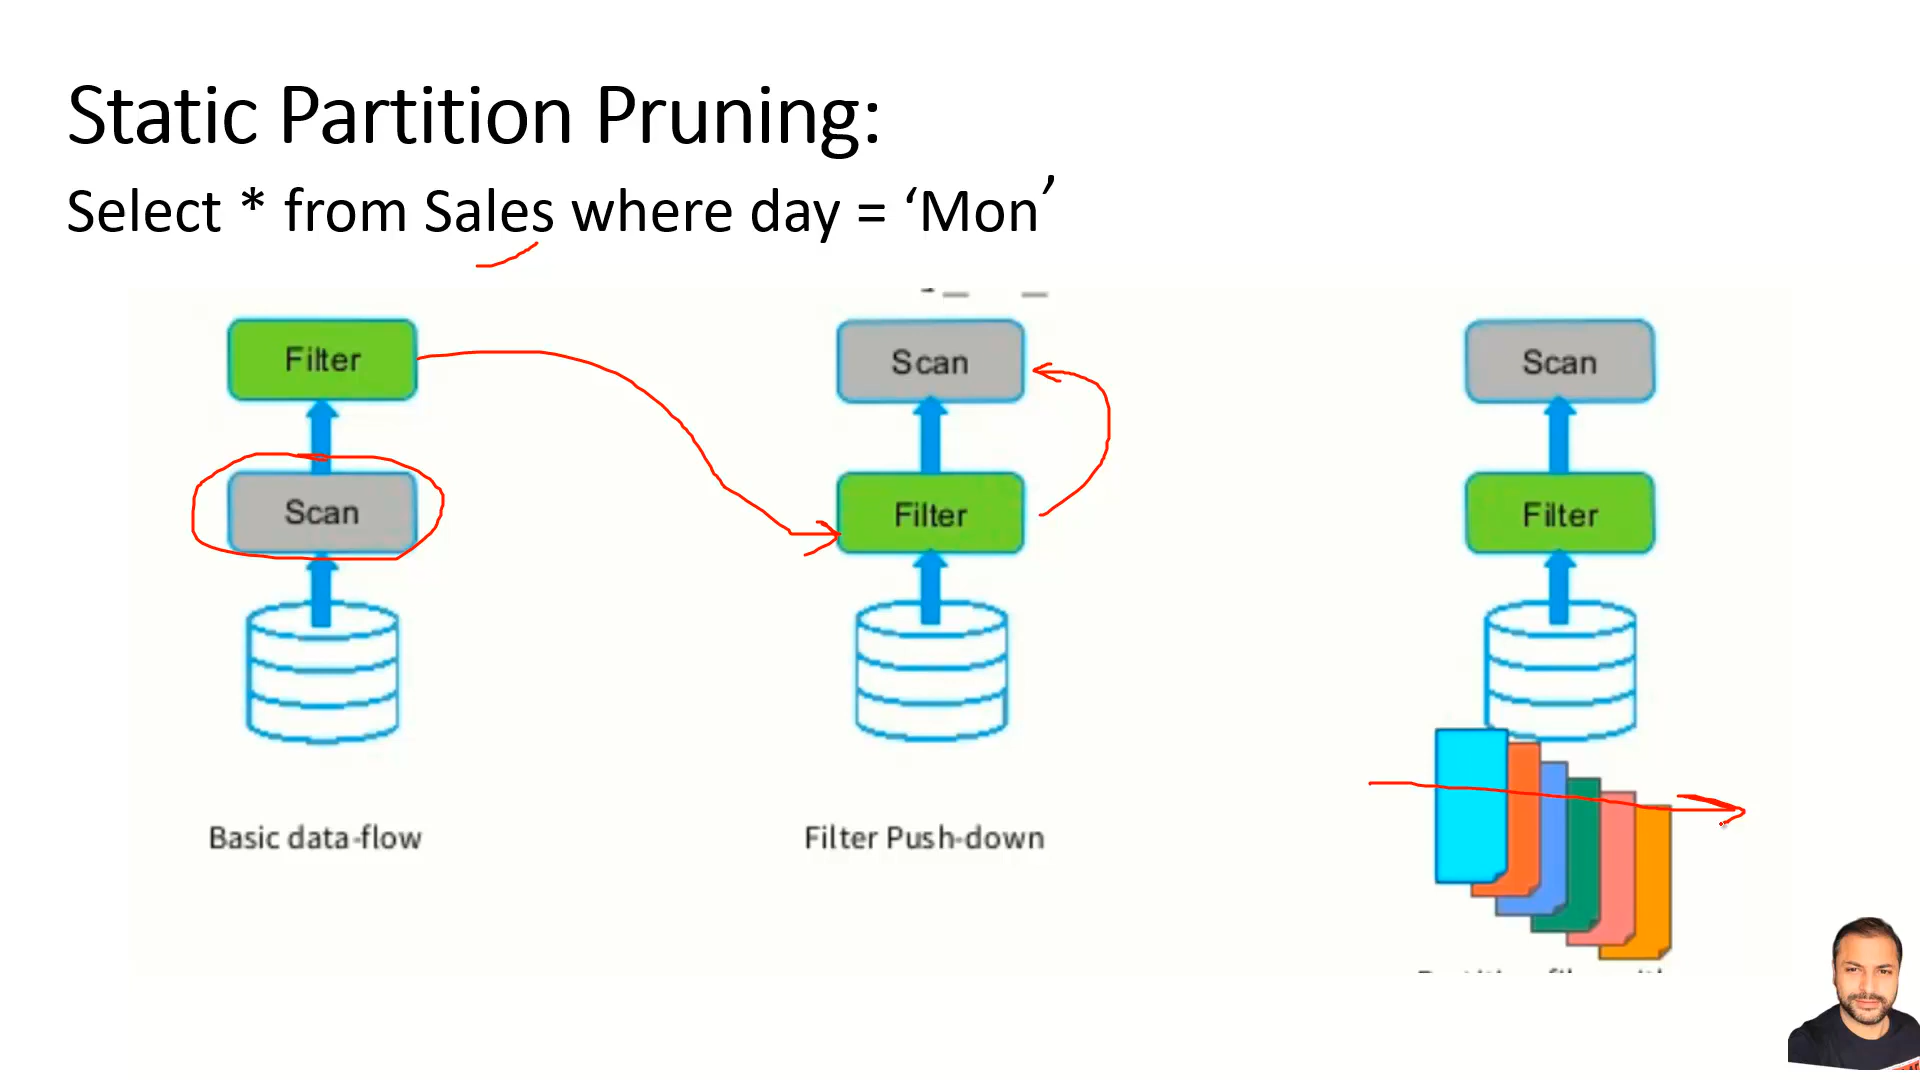 Static Partition Pruning:
Select * from Sales where day = ‘Mon’
Filter
Scan
Basic data-flow
Scan
Filter
Filter Push-down
Scan
Filter